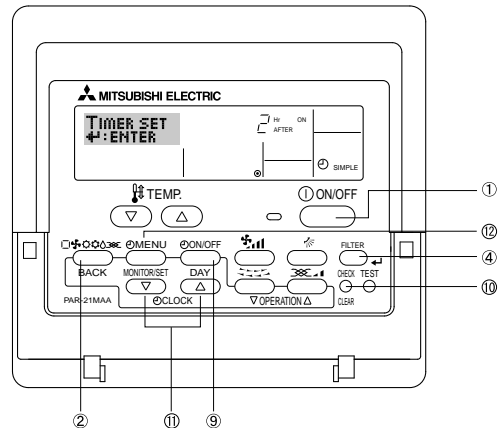 MITSUBISHI ELECTRIC
TIMER SET
↵:ENTER
2 Hr ON
AFTER
SIMPLE
TEMP.
ON/OFF
①
MENU
ON/OFF
FILTER
⑫
④
BACK
MONITOR/SET
DAY
CHECK TEST
⑩
PAR-21MAA
CLOCK
OPERATION
CLEAR
②
⑪
⑨